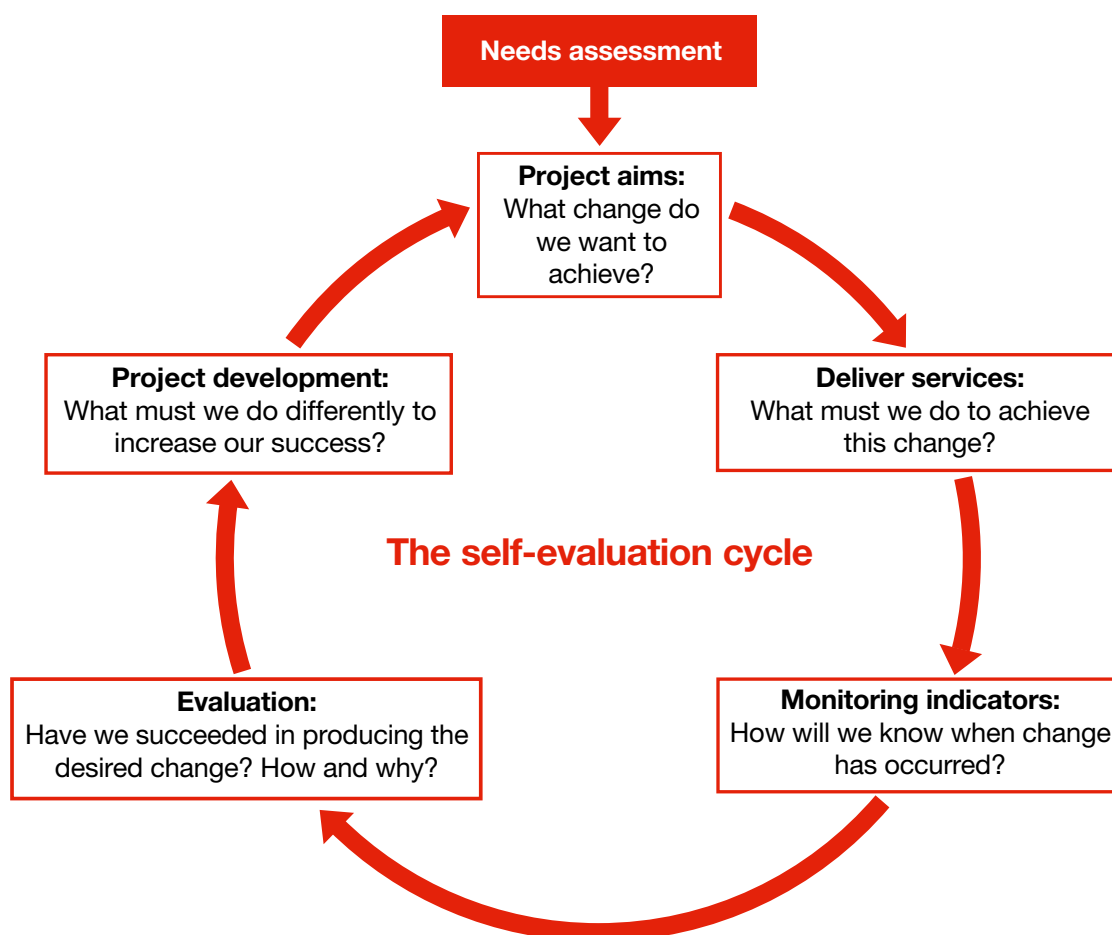 Needs assessment
Project aims:
What change do
we want to
achieve?
Deliver services:
What must we do to achieve
this change?
Monitoring indicators:
How will we know when change
has occurred?
Evaluation:
Have we succeeded in producing the
desired change? How and why?
Project development:
What must we do differently to
increase our success?
The self-evaluation cycle